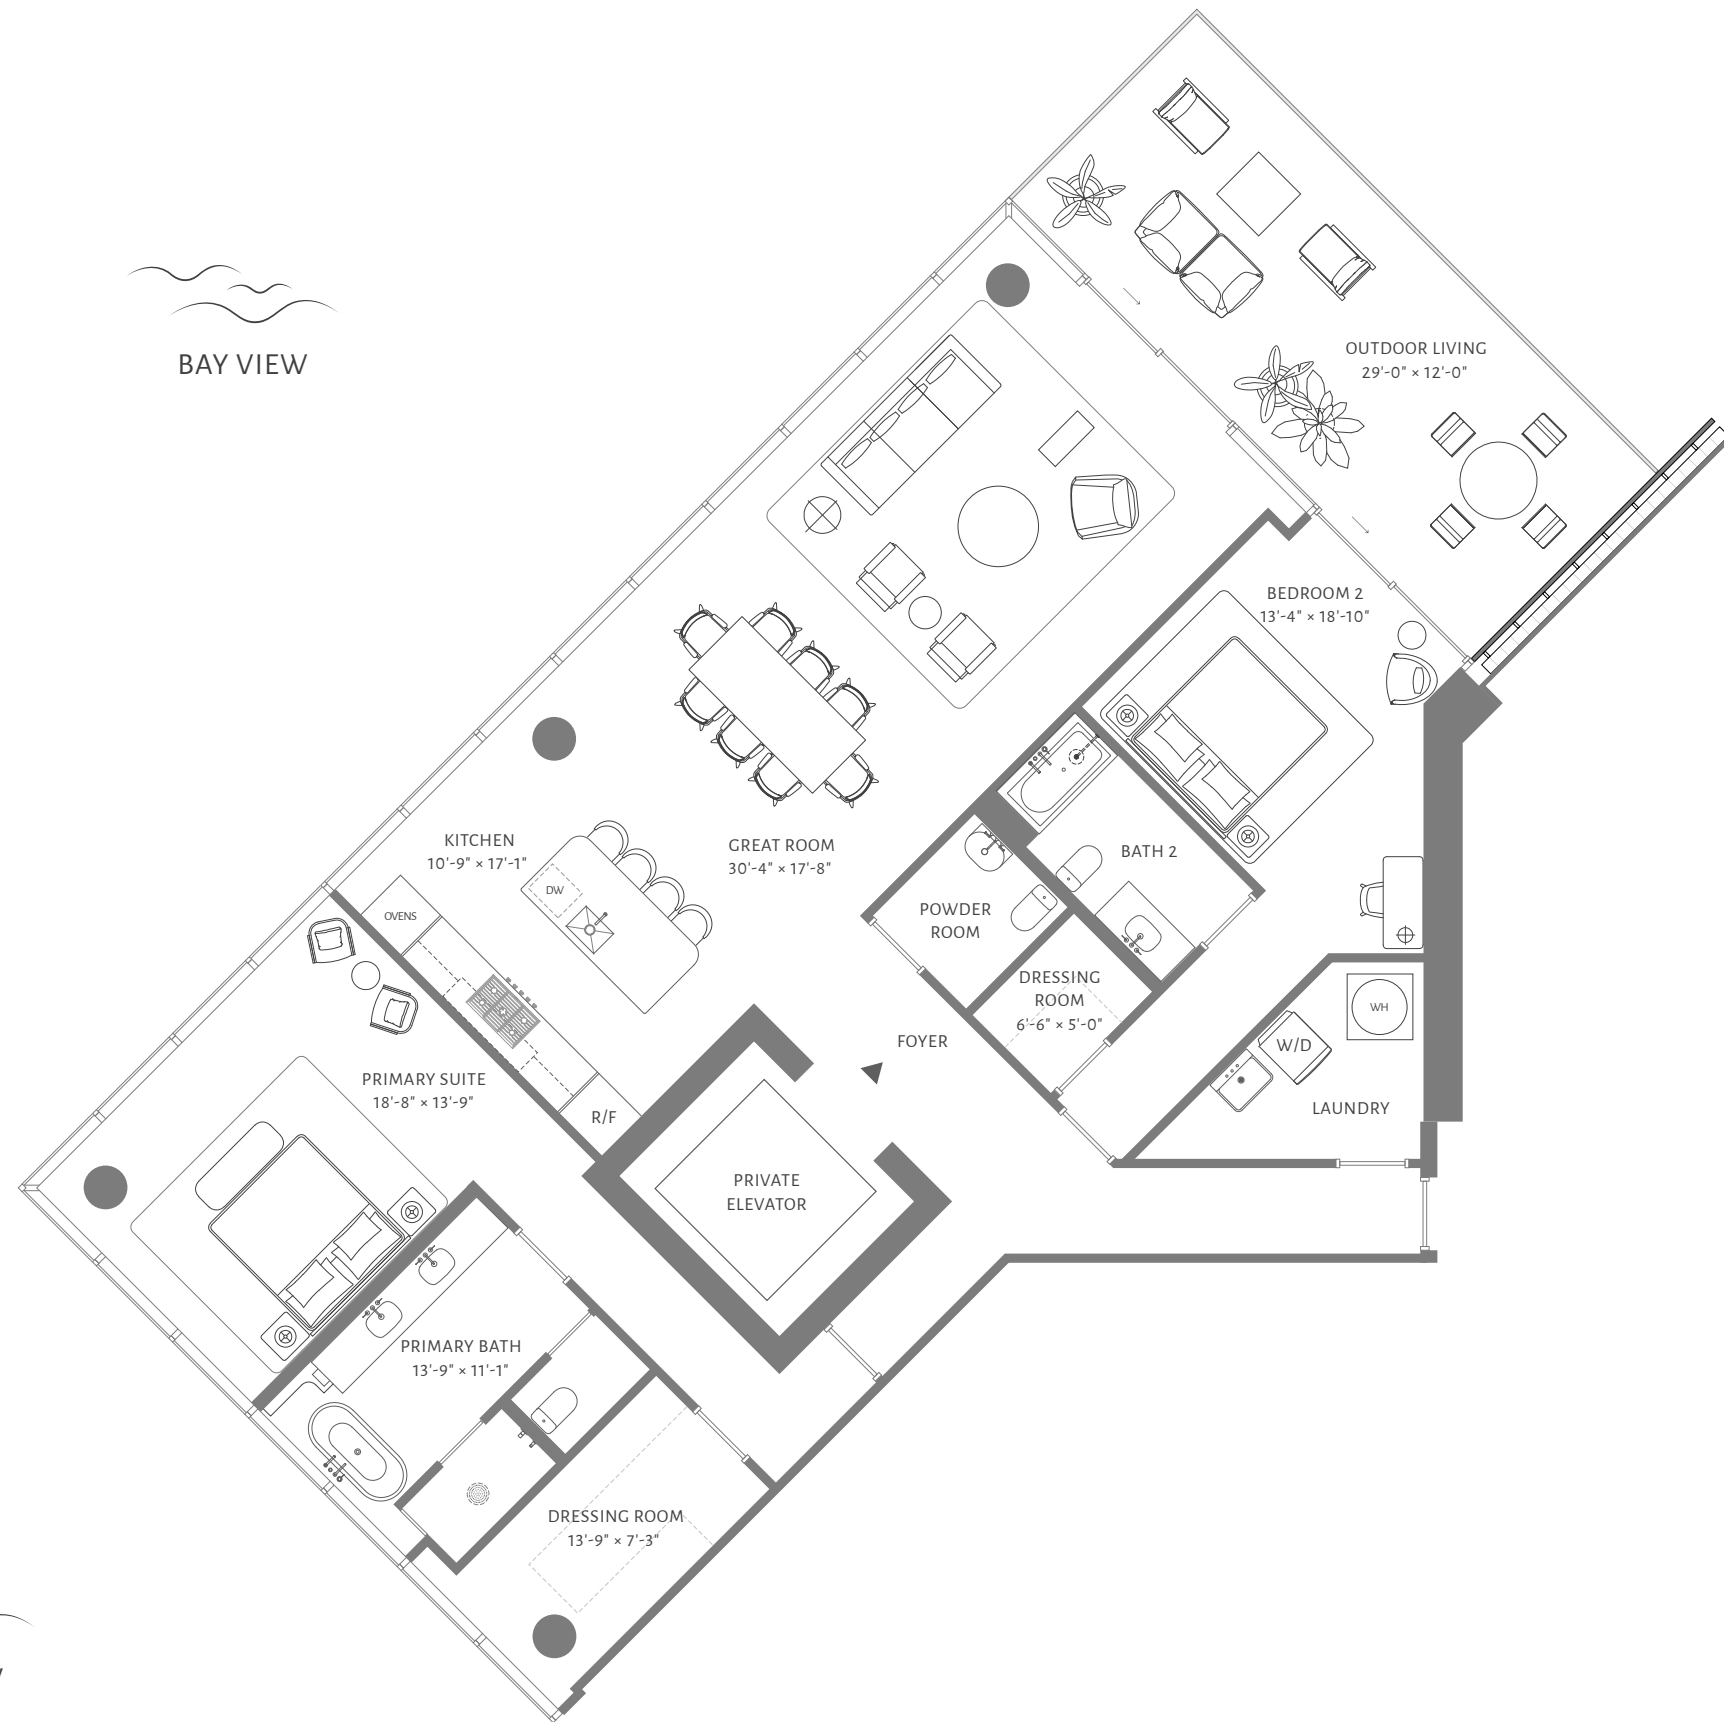 BAY VIEW
OUTDOOR LIVING
29'-0" × 12'-0"
BEDROOM 2
13'-4" × 18'-10"
KITCHEN
10'-9" × 17'-1"
GREAT ROOM
30'-4" × 17'-8"
BATH 2
DW
OVENS
POWDER
ROOM
DRESSING
ROOM
6'-6" × 5'-0"
FOYER
WH
W/D
LAUNDRY
PRIMARY SUITE
18'-8" × 13'-9"
R/F
PRIVATE
ELEVATOR
PRIMARY BATH
13'-9" × 11'-1"
DRESSING ROOM
13'-9" × 7'-3"